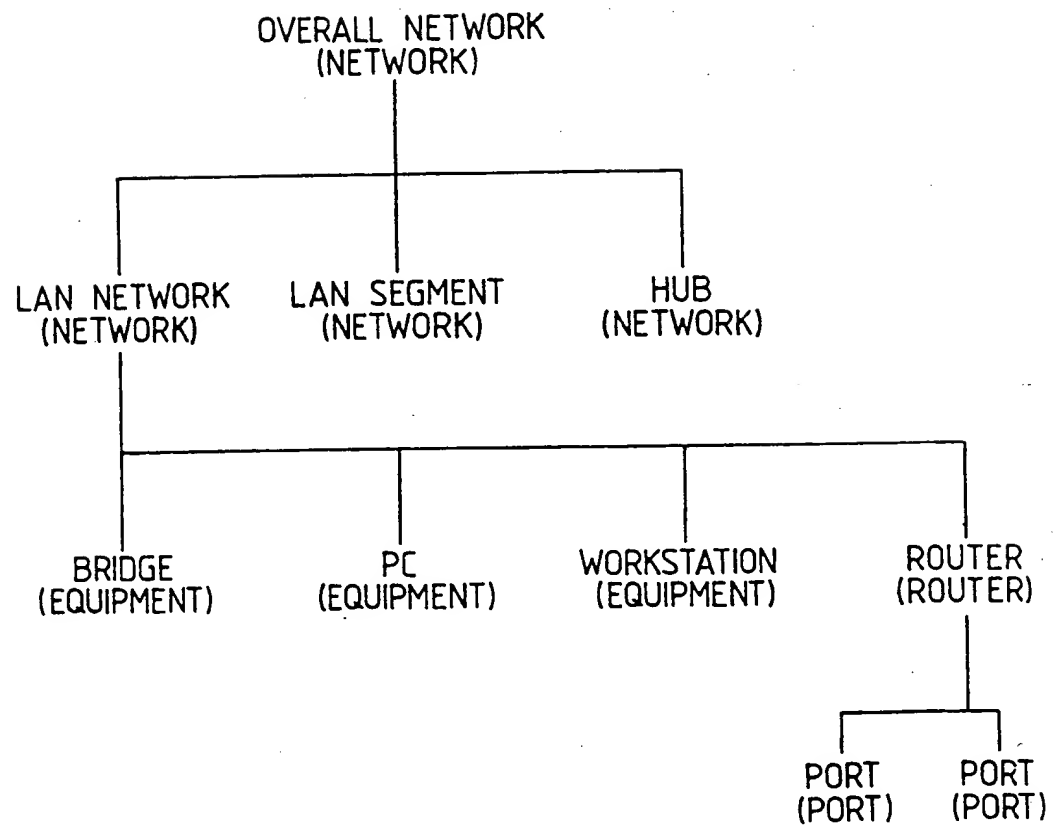 OVERALL NETWORK
(NETWORK)
LAN NETWORK
(NETWORK)
LAN SEGMENT
(NETWORK)
HUB
(NETWORK)
BRIDGE
(EQUIPMENT)
PC
(EQUIPMENT)
WORKSTATION
(EQUIPMENT)
ROUTER
(ROUTER)
PORT
(PORT)
PORT
(PORT)